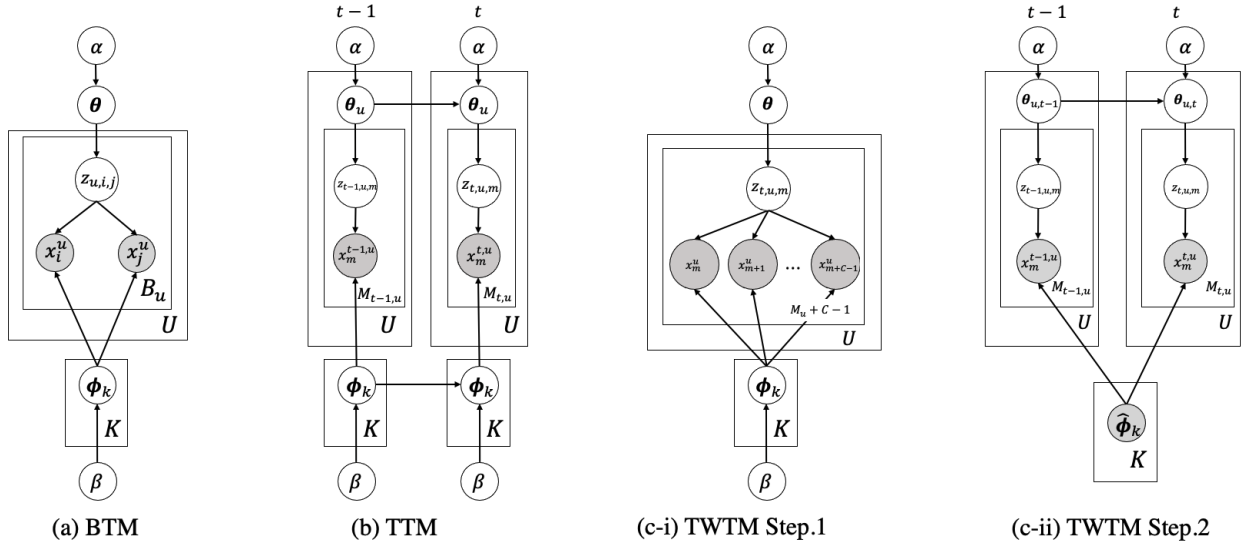 α
θ
z_{u,i,j}
x_i^u
x_j^u
B_u
U
ϕ_k
K
β
(a) BTM
t − 1
t
α
α
θ_u
θ_u
z_{t−1,u,m}
z_{t,u,m}
x_m^{t−1,u}
x_m^{t,u}
M_{t−1,u}
M_{t,u}
U
U
ϕ_k
ϕ_k
K
K
β
β
(b) TTM
α
θ
z_{t,u,m}
x_m^u
x_{m+1}^u
...
x_{m+C−1}^u
M_u + C − 1
U
ϕ_k
K
β
(c-i) TWTM Step.1
t − 1
t
α
α
θ_{u,t−1}
θ_{u,t}
z_{t−1,u,m}
z_{t,u,m}
x_m^{t−1,u}
x_m^{t,u}
M_{t−1,u}
M_{t,u}
U
U
ϕ̂_k
K
(c-ii) TWTM Step.2